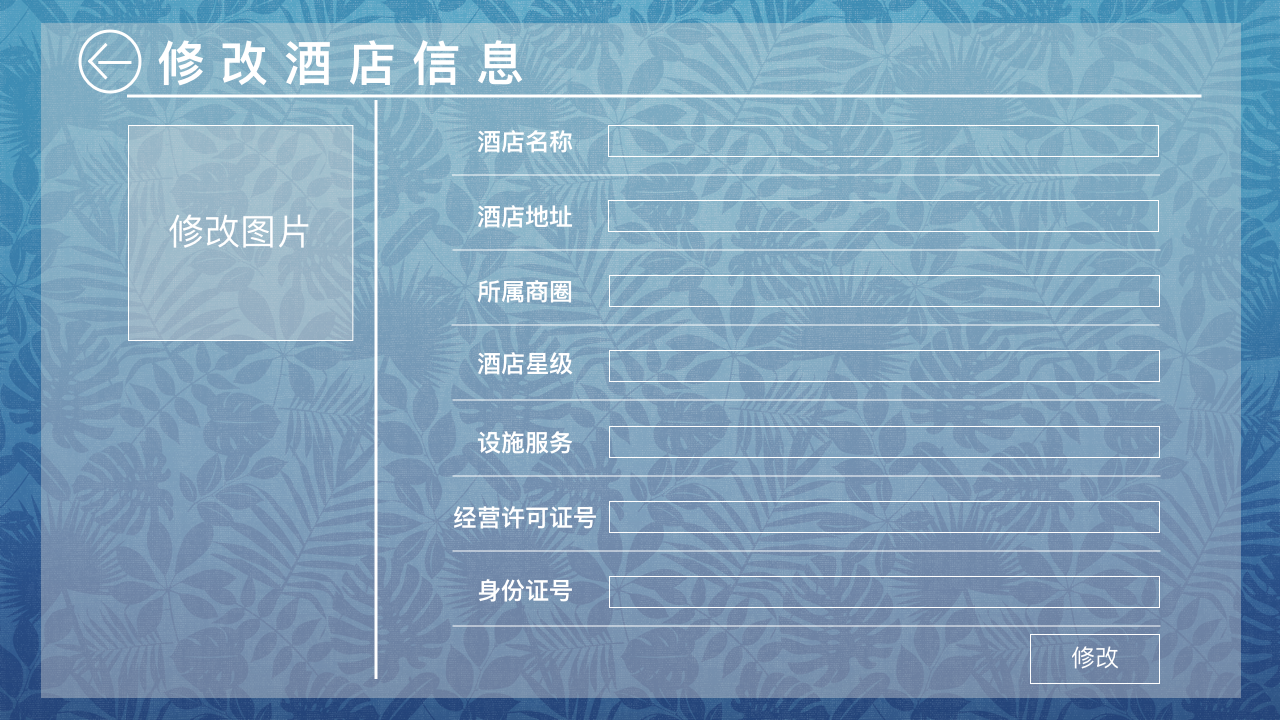 修改酒店信息
修改图片
酒店名称
酒店地址
所属商圈
酒店星级
设施服务
经营许可证号
身份证号
修改